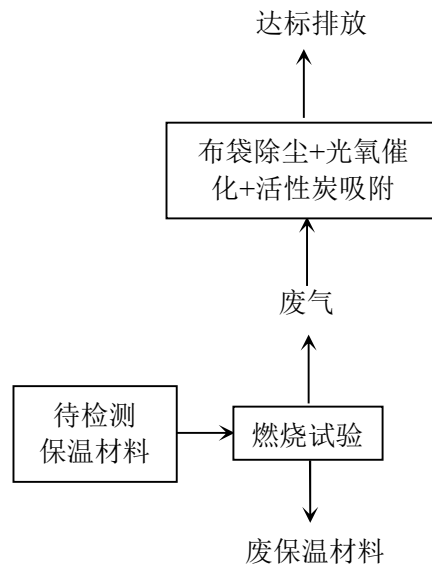 达标排放
布袋除尘+光氧催
化+活性炭吸附
废气
待检测
保温材料
燃烧试验
废保温材料